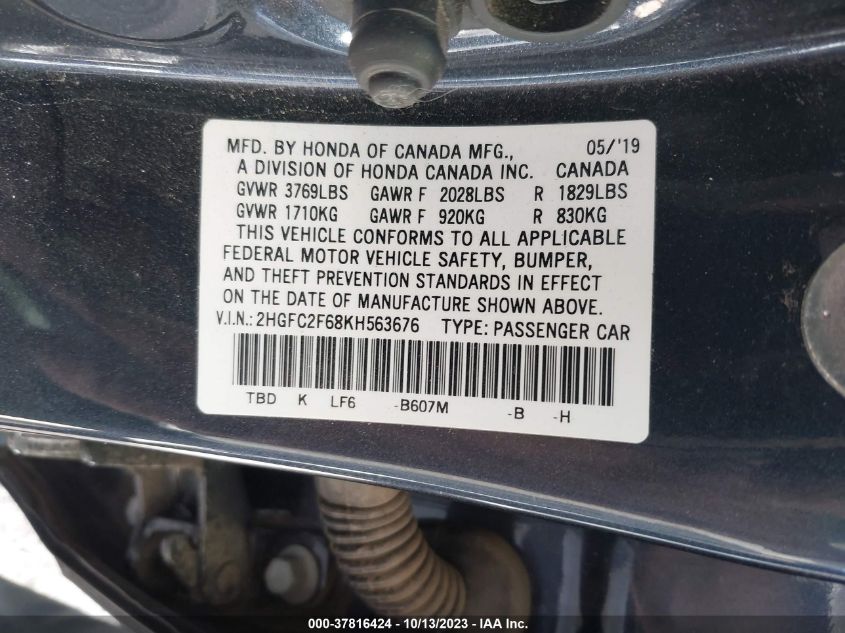 MFD. BY HONDA OF CANADA MFG., 05/'19
A DIVISION OF HONDA CANADA INC. CANADA
GVWR 3769LBS GAWR F 2028LBS R 1829LBS
GVWR 1710KG GAWR F 920KG R 830KG
THIS VEHICLE CONFORMS TO ALL APPLICABLE
FEDERAL MOTOR VEHICLE SAFETY, BUMPER,
AND THEFT PREVENTION STANDARDS IN EFFECT
ON THE DATE OF MANUFACTURE SHOWN ABOVE.
V.I.N.: 2HGFC2F68KH563676 TYPE: PASSENGER CAR
TBD K LF6 -B607M -B -H
000-37816424 - 10/13/2023 - IAA Inc.